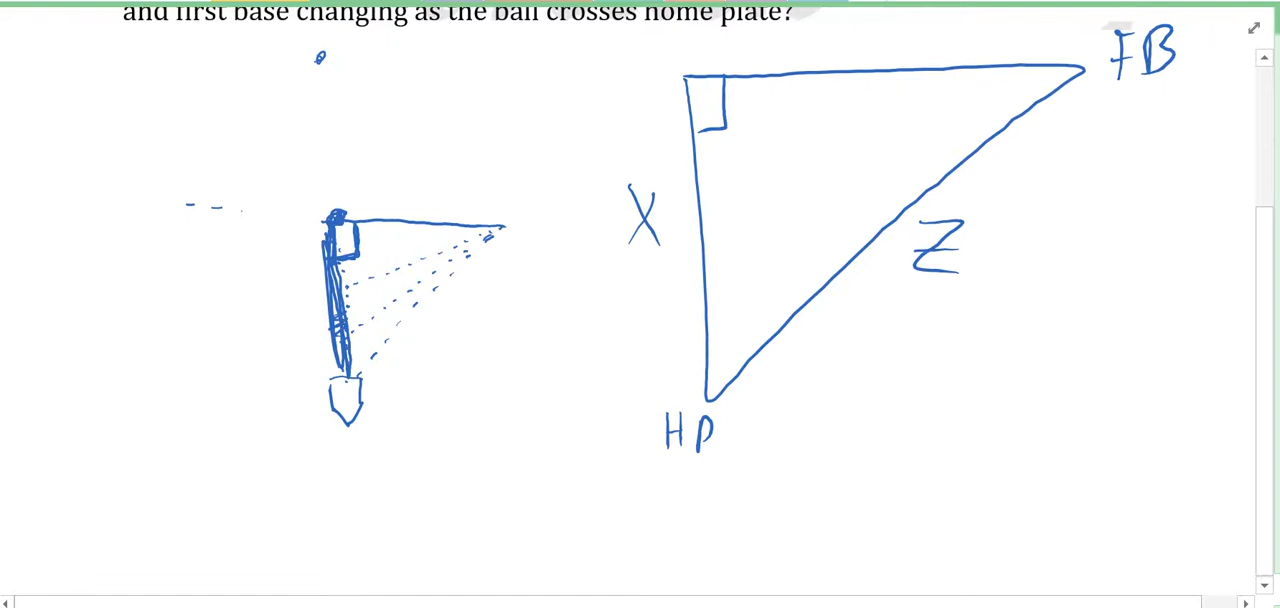 and first base changing as the ball crosses home plate?
FB
X
Z
HP